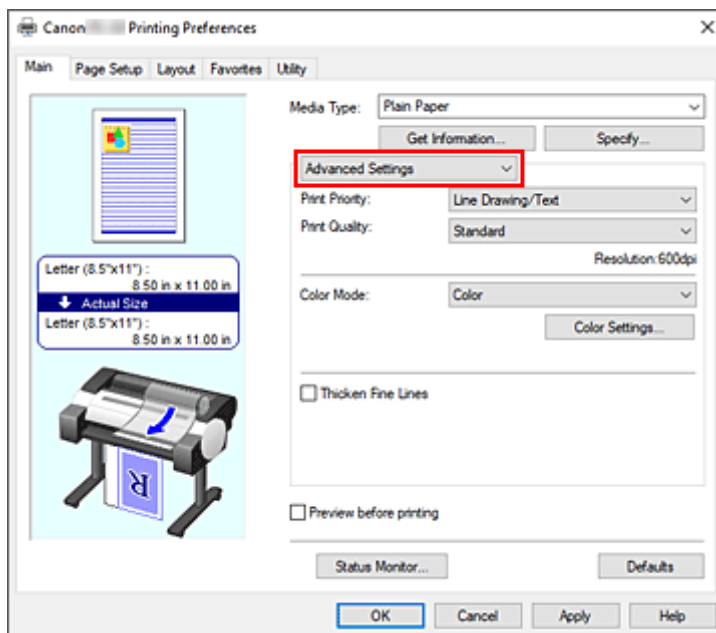 Canon Printing Preferences
Main Page Setup Layout Favorites Utility
Media Type: Plain Paper
Get Information... Specify...
Advanced Settings
Print Priority: Line Drawing/Text
Print Quality: Standard
Resolution:600dpi
Letter (8.5"x11") :
8.50 in x 11.00 in
Actual Size
Letter (8.5"x11") :
8.50 in x 11.00 in
Color Mode: Color
Color Settings...
Thicken Fine Lines
R
Preview before printing
Status Monitor... Defaults
OK Cancel Apply Help